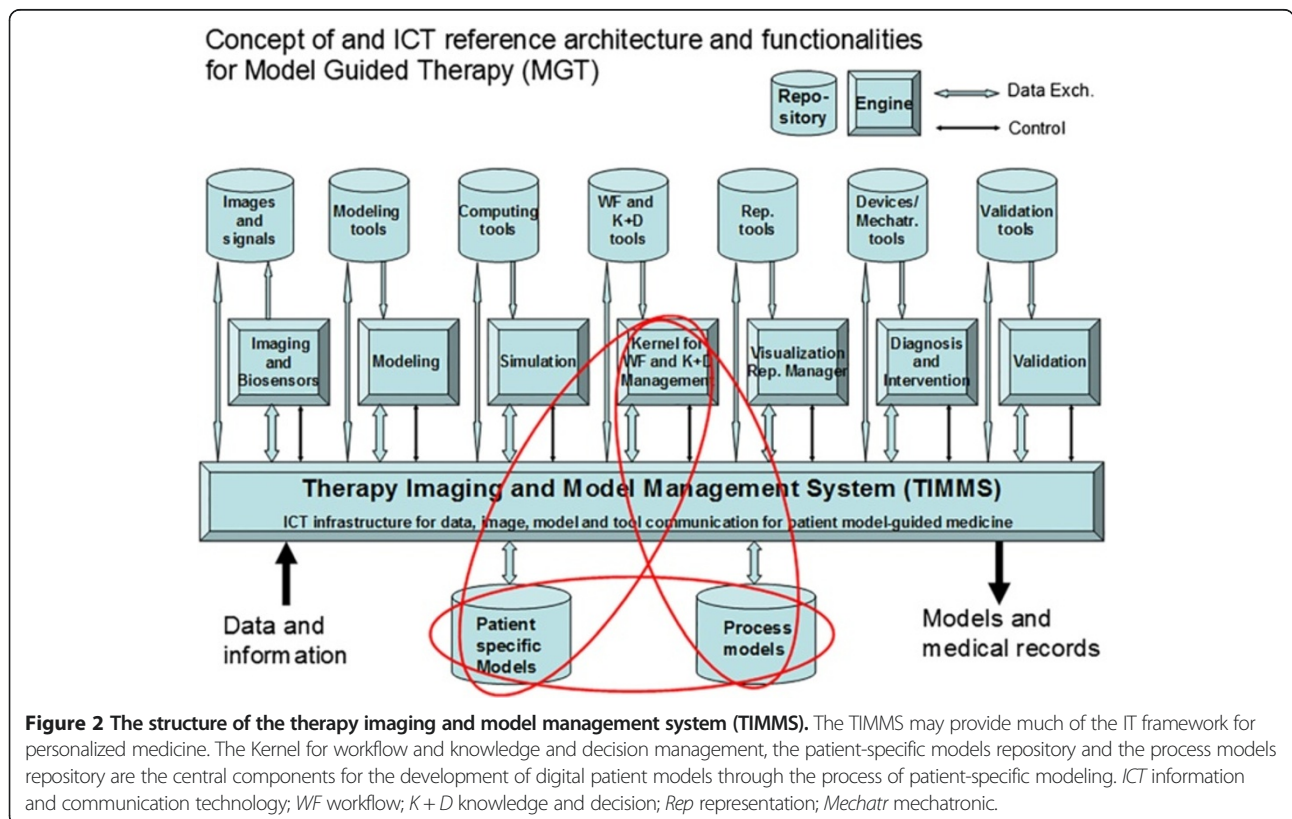 Concept of and ICT reference architecture and functionalities
for Model Guided Therapy (MGT)
Repo-
sitory
Engine
Data Exch.
Control
Images
and
signals
Modeling
tools
Computing
tools
WF and
K+D
tools
Rep.
tools
Devices/
Mechatr.
tools
Validation
tools
Imaging
and
Biosensors
Modeling
Simulation
Kernel for
WF and K+D
Management
Visualization
Rep. Manager
Diagnosis
and
Intervention
Validation
Therapy Imaging and Model Management System (TIMMS)
ICT infrastructure for data, image, model and tool communication for patient model-guided medicine
Data and
information
Patient
specific
Models
Process
models
Models and
medical records
Figure 2 The structure of the therapy imaging and model management system (TIMMS). The TIMMS may provide much of the IT framework for
personalized medicine. The Kernel for workflow and knowledge and decision management, the patient-specific models repository and the process models
repository are the central components for the development of digital patient models through the process of patient-specific modeling. ICT information
and communication technology; WF workflow; K + D knowledge and decision; Rep representation; Mechatr mechatronic.